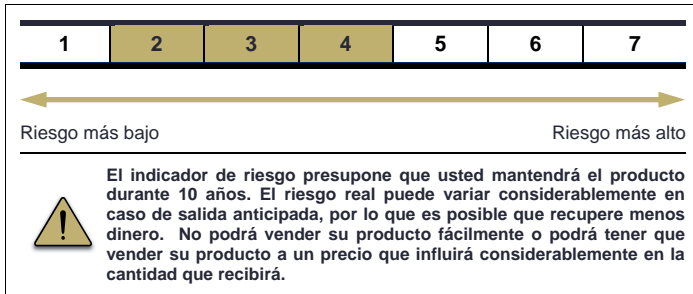 1 2 3 4 5 6 7
Riesgo más bajo Riesgo más alto
El indicador de riesgo presupone que usted mantendrá el producto
durante 10 años. El riesgo real puede variar considerablemente en
caso de salida anticipada, por lo que es posible que recupere menos
dinero. No podrá vender su producto fácilmente o podrá tener que
vender su producto a un precio que influirá considerablemente en la
cantidad que recibirá.